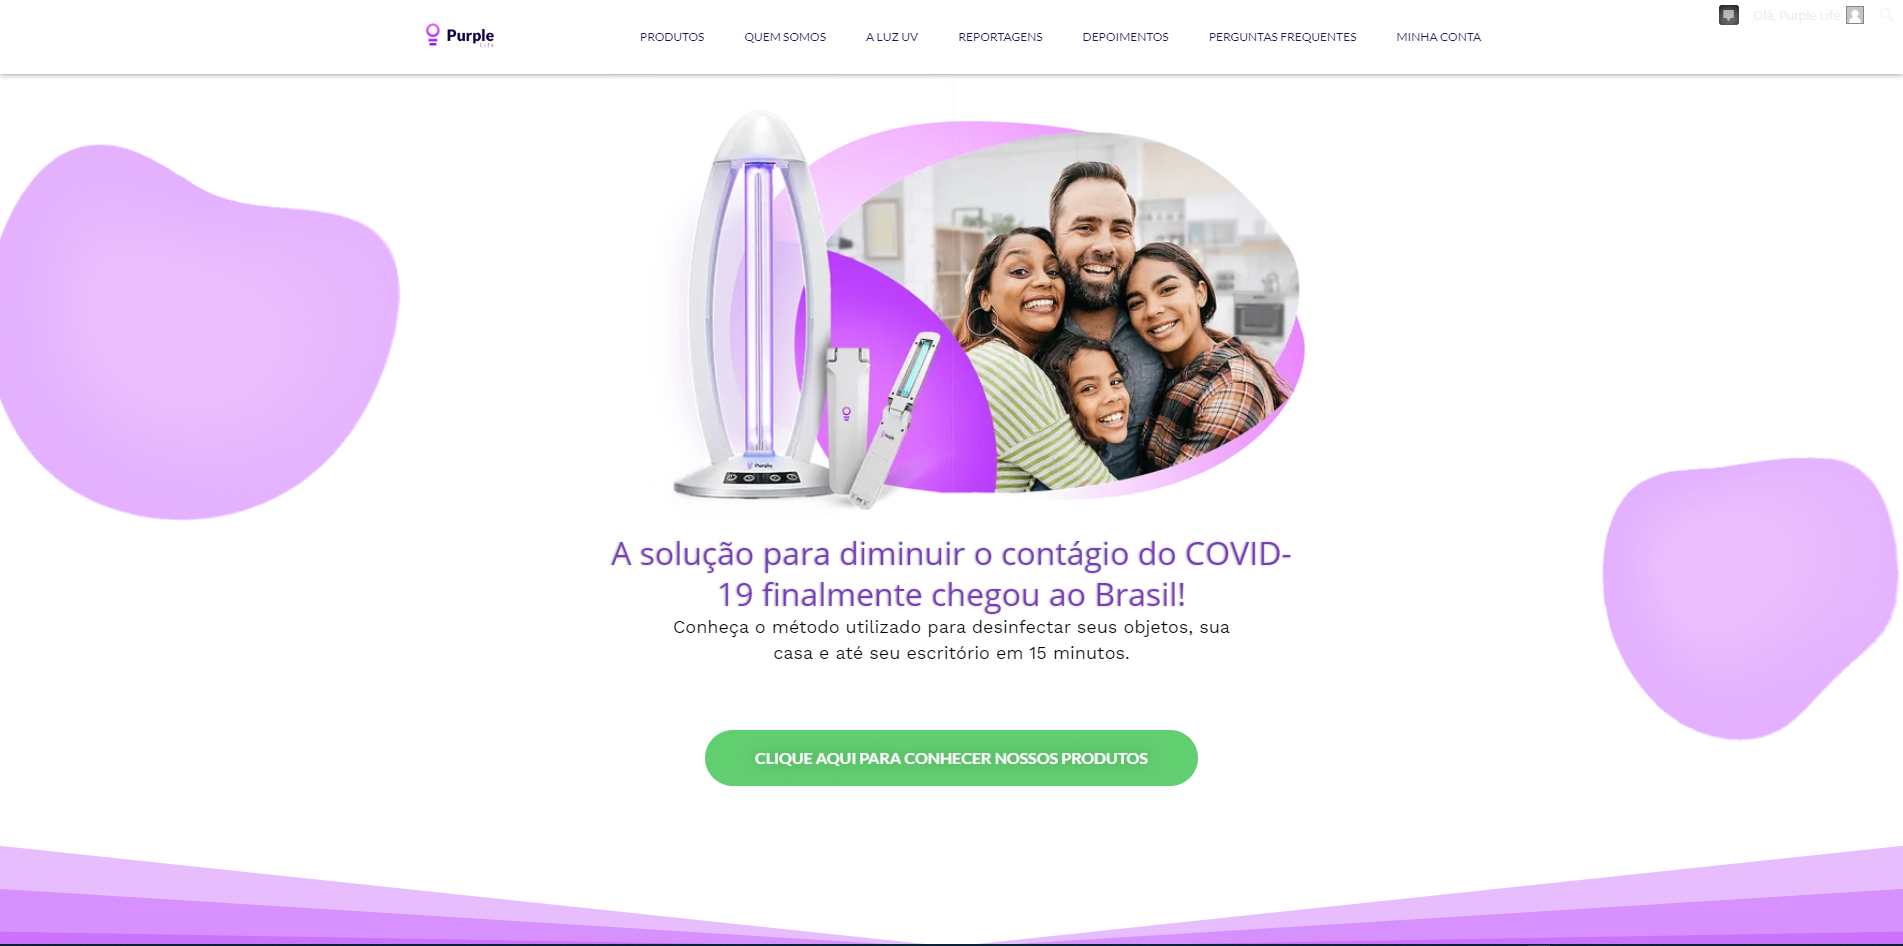 Purple
Life
PRODUTOS
QUEM SOMOS
A LUZ UV
REPORTAGENS
DEPOIMENTOS
PERGUNTAS FREQUENTES
MINHA CONTA
Olá, Purple Life
Purple
Purple
A solução para diminuir o contágio do COVID-
19 finalmente chegou ao Brasil!
Conheça o método utilizado para desinfectar seus objetos, sua
casa e até seu escritório em 15 minutos.
CLIQUE AQUI PARA CONHECER NOSSOS PRODUTOS